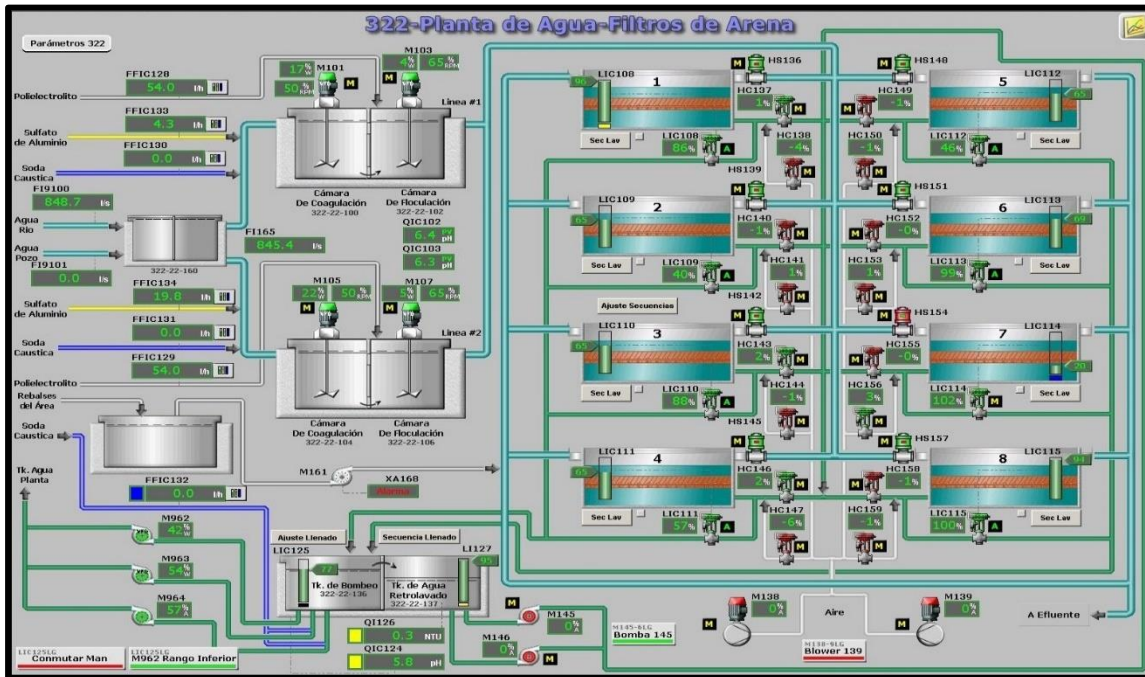 322-Planta de Agua-Filtros de Arena
Parámetros 322
FFIC128
54.0 l/h
Polielectrolito
FFIC133
4.3 l/h
Sulfato
de Aluminio
FFIC130
0.0 l/h
Soda
Caustica
FI9100
848.7 l/s
Agua
Rio
Agua
Pozo
FI9101
0.0 l/s
322-22-160
FI165
845.4 l/s
17% 50% M101
M
M103
4% 65%
M
Linea #1
Cámara
De Coagulación
322-22-100
Cámara
De Floculación
322-22-102
QIC102
6.4 PV pH
QIC103
6.3 PV pH
FFIC134
19.8 l/h
Sulfato
de Aluminio
FFIC131
0.0 l/h
Soda
Caustica
FFIC129
54.0 l/h
Polielectrolito
M105
22% 50%
M
M107
5% 65%
M
Linea #2
Cámara
De Coagulación
322-22-104
Cámara
De Floculación
322-22-106
Rebalses
del Área
Soda
Caustica
Tk. Agua
Planta
FFIC132
0.0 l/h
M161
XA168
Alarma
M962
42%
M963
54%
M964
57%
Ajuste Llenado
Secuencia Llenado
LIC125
77
LI127
95
Tk. de Bombeo
322-22-136
Tk. de Agua
Retrolavado
322-22-137
QI126
0.3 NTU
QIC124
5.8 pH
LIC125LG
Conmutar Man
LIC125LG
M962 Rango Inferior
M
M145
0%
M146
0%
M
M145-6LG
Bomba 145
M138
0%
M
Aire
M139
0%
M
Blower 139
A Efluente
LIC108
96
1
Sec Lav
LIC108
86% A
HS136
M
HC137
1% M
HC138
-4% M
LIC109
65
2
Sec Lav
LIC109
40% A
HS139
M
HC140
-1% M
HC141
1% M
Ajuste Secuencias
LIC110
65
3
Sec Lav
LIC110
88% A
HS142
M
HC143
2% M
HC144
-1% M
LIC111
65
4
Sec Lav
LIC111
57% A
HS145
M
HC146
2% M
HC147
-6% M
HS148
M
HC149
-1% M
HC150
-1% M
5
LIC112
65
LIC112
46% A
Sec Lav
HS151
M
HC152
-0% M
HC153
1% M
6
LIC113
69
LIC113
99% A
Sec Lav
HS154
M
HC155
-0% M
HC156
3% M
7
LIC114
20
LIC114
102% M
Sec Lav
HS157
M
HC158
-1% M
HC159
-1% M
8
LIC115
94
LIC115
100% A
Sec Lav